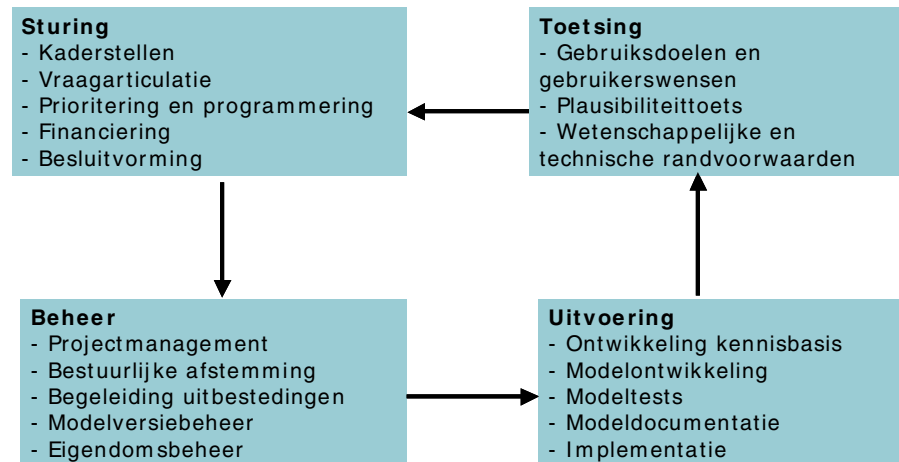 Sturing
- Kaderstellen
- Vraagarticulatie
- Prioritering en programmering
- Financiering
- Besluitvorming
Toetsing
- Gebruiksdoelen en
gebruikerswensen
- Plausibiliteittoets
- Wetenschappelijke en
technische randvoorwaarden
Beheer
- Projectmanagement
- Bestuurlijke afstemming
- Begeleiding uitbestedingen
- Modelversiebeheer
- Eigendomsbeheer
Uitvoering
- Ontwikkeling kennisbasis
- Modelontwikkeling
- Modeltests
- Modeldocumentatie
- Implementatie